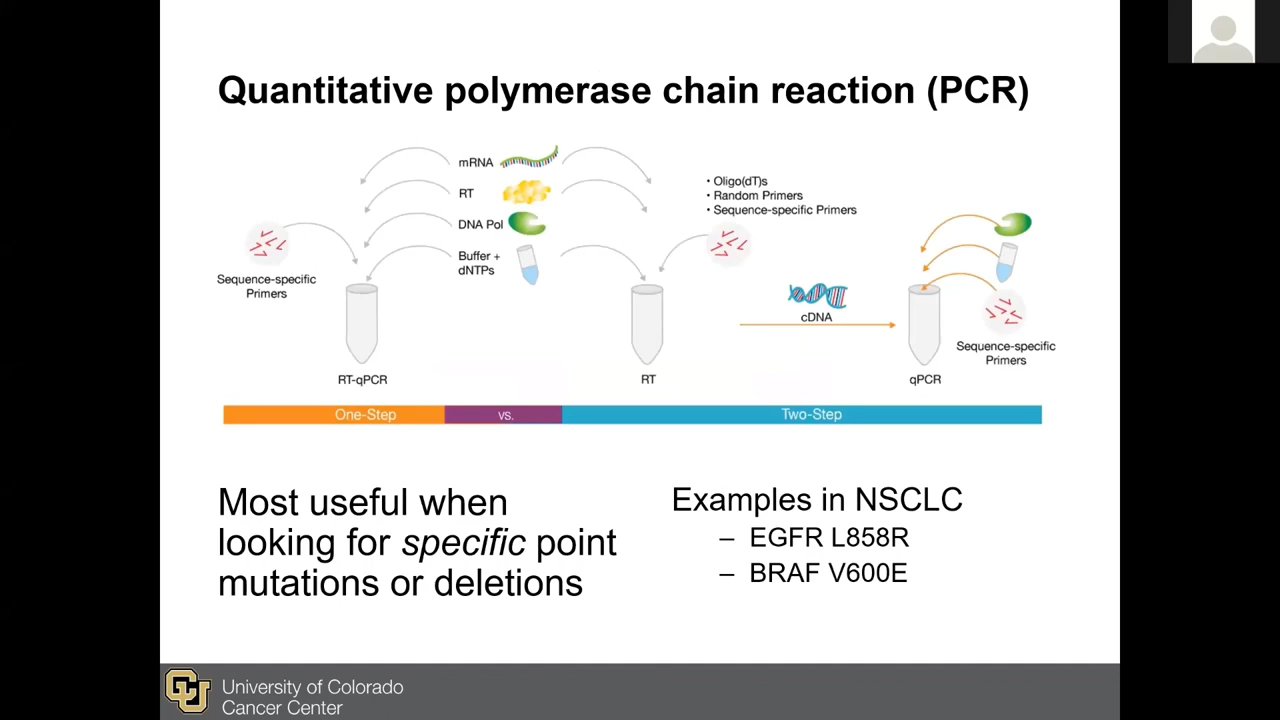 Quantitative polymerase chain reaction (PCR)
mRNA
RT
DNA Pol
Buffer +
dNTPs
Sequence-specific
Primers
RT-qPCR
• Oligo(dT)s
• Random Primers
• Sequence-specific Primers
RT
cDNA
Sequence-specific
Primers
qPCR
One-Step
vs.
Two-Step
Most useful when
looking for specific point
mutations or deletions
Examples in NSCLC
– EGFR L858R
– BRAF V600E
CU
University of Colorado
Cancer Center